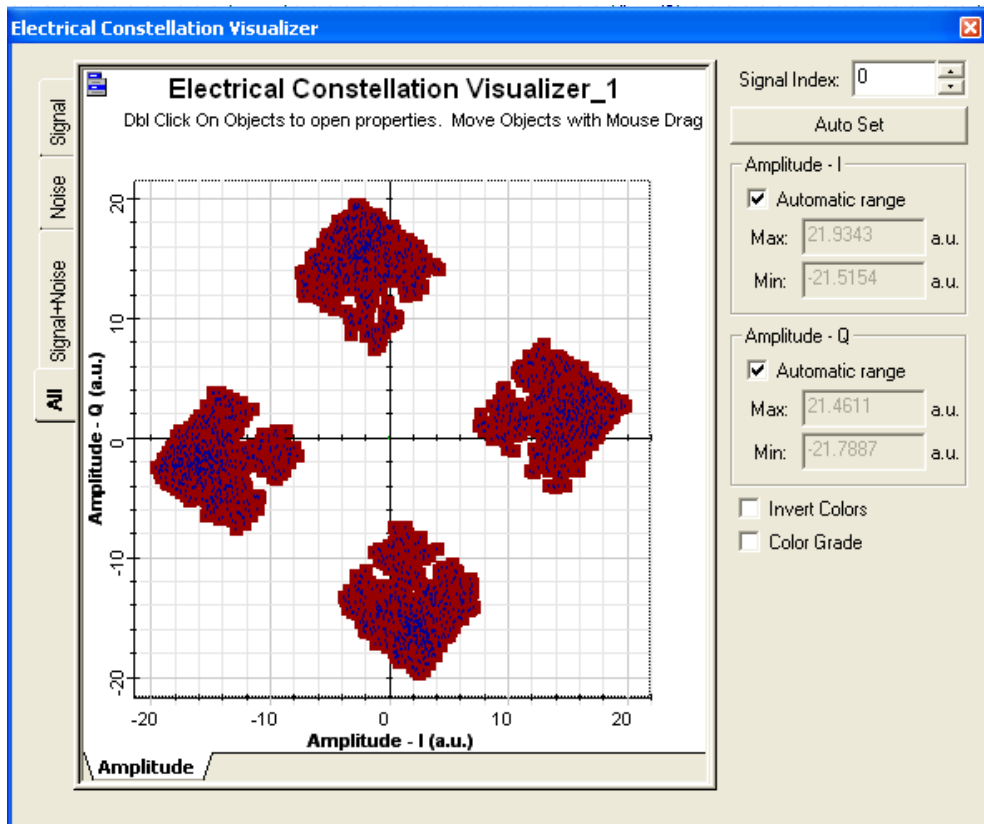 Electrical Constellation Visualizer
Signal
Noise
Signal+Noise
All
Electrical Constellation Visualizer_1
Dbl Click On Objects to open properties. Move Objects with Mouse Drag
Amplitude - Q (a.u.)
20
10
0
-10
-20
-20
-10
0
10
20
Amplitude - I (a.u.)
Amplitude
Signal Index: 0
Auto Set
Amplitude - I
Automatic range
Max: 21.9343 a.u.
Min: -21.5154 a.u.
Amplitude - Q
Automatic range
Max: 21.4611 a.u.
Min: -21.7887 a.u.
Invert Colors
Color Grade